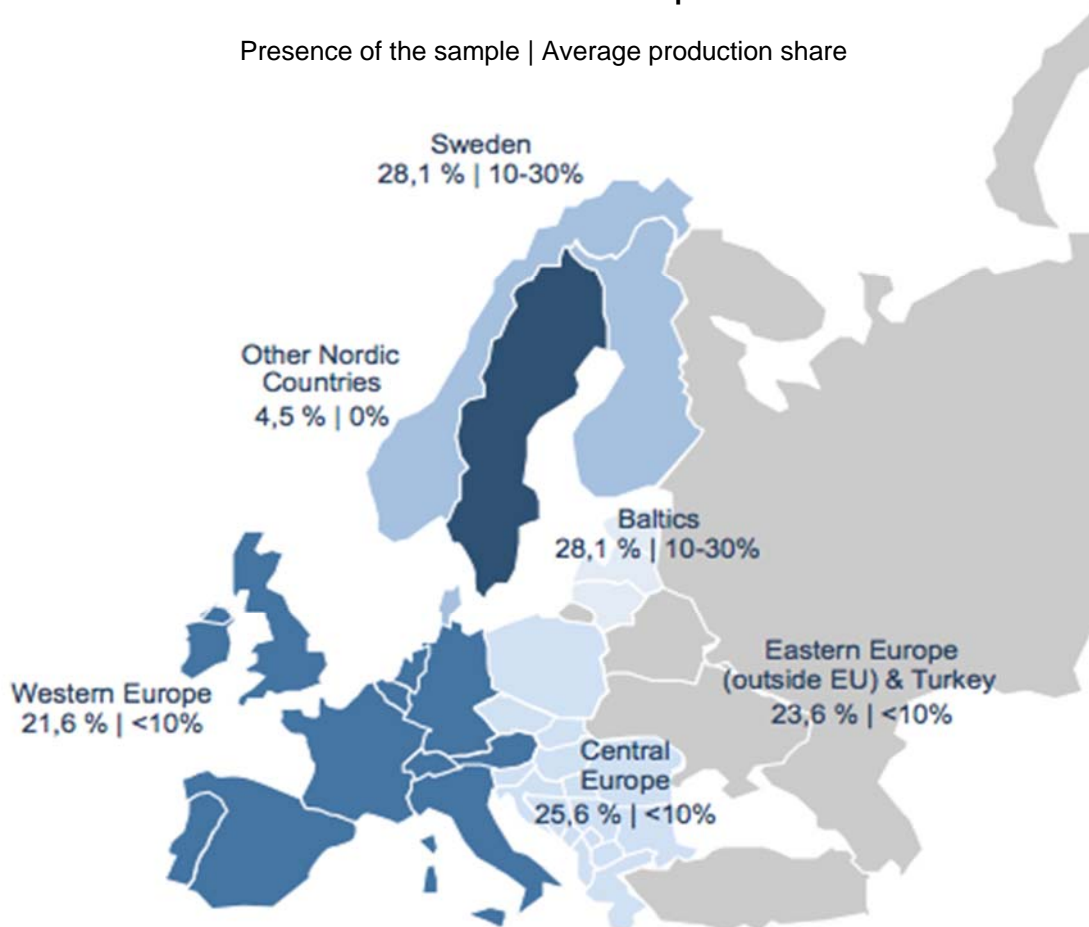 Presence of the sample | Average production share
Sweden
28,1 % | 10-30%
Other Nordic
Countries
4,5 % | 0%
Baltics
28,1 % | 10-30%
Eastern Europe
(outside EU) & Turkey
23,6 % | <10%
Western Europe
21,6 % | <10%
Central
Europe
25,6 % | <10%